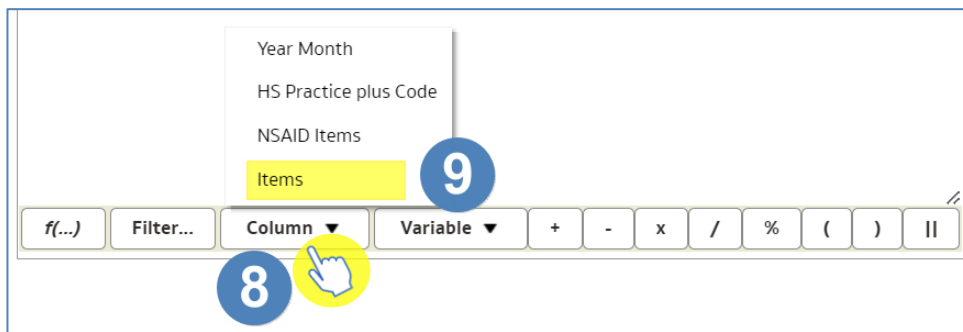 Year Month
HS Practice plus Code
NSAID Items
Items
9
f(...) Filter... Column ▼ Variable ▼ + - x / % ( ) ||
8